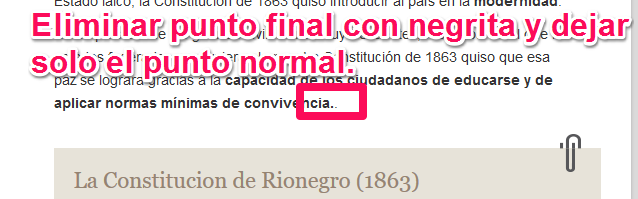 Estado laico, la Constitución de 1863 quiso introducir al país en la modernidad.
Eliminar punto final con negrita y dejar
solo el punto normal.
Constitución de 1863 quiso que esa
paz se lograra gracias a la capacidad de los ciudadanos de educarse y de
aplicar normas mínimas de convivencia..
La Constitucion de Rionegro (1863)